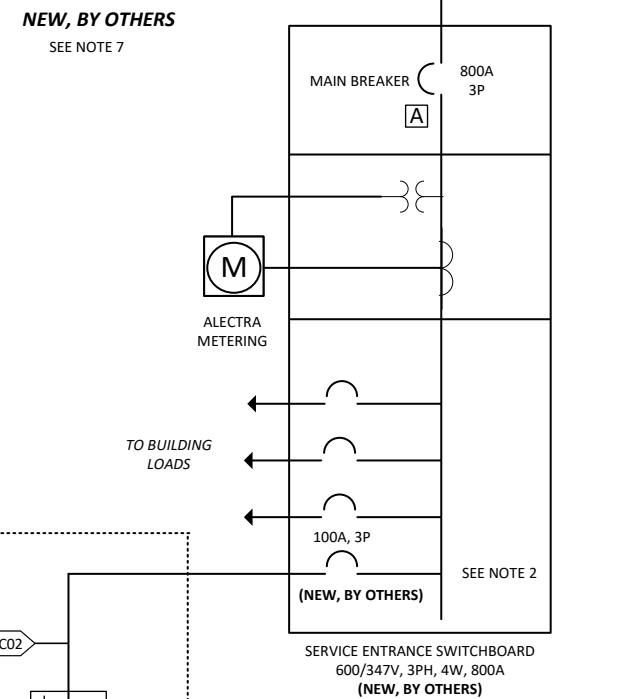 NEW, BY OTHERS
SEE NOTE 7
MAIN BREAKER
800A
3P
A
M
ALECTRA
METERING
TO BUILDING
LOADS
100A, 3P
(NEW, BY OTHERS)
SEE NOTE 2
C02
SERVICE ENTRANCE SWITCHBOARD
600/347V, 3PH, 4W, 800A
(NEW, BY OTHERS)